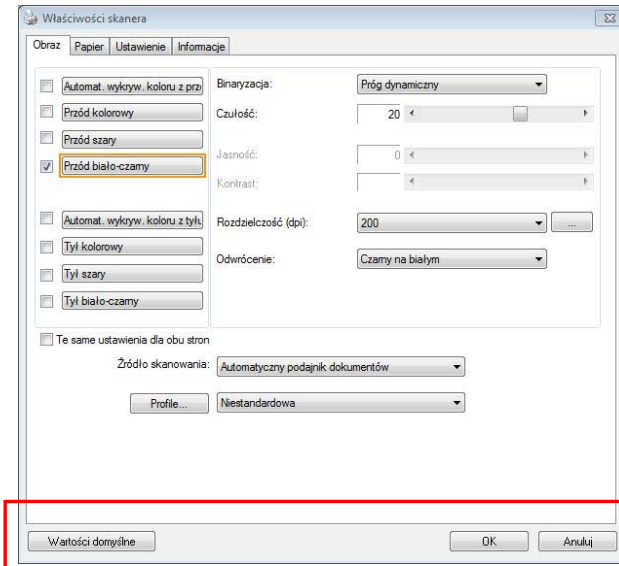 Właściwości skanera
Obraz Papier Ustawienie Informacje
Automat. wykryw. koloru z prz
Przód kolorowy
Przód szary
Przód biało-czarny
Automat. wykryw. koloru z tyłu
Tył kolorowy
Tył szary
Tył biało-czarny
Binaryzacja: Próg dynamiczny
Czułość: 20
Jasność: 0
Kontrast:
Rozdzielczość (dpi): 200 ...
Odwrócenie: Czarny na białym
Te same ustawienia dla obu stron
Źródło skanowania: Automatyczny podajnik dokumentów
Profile... Niestandardowa
Wartości domyślne OK Anuluj